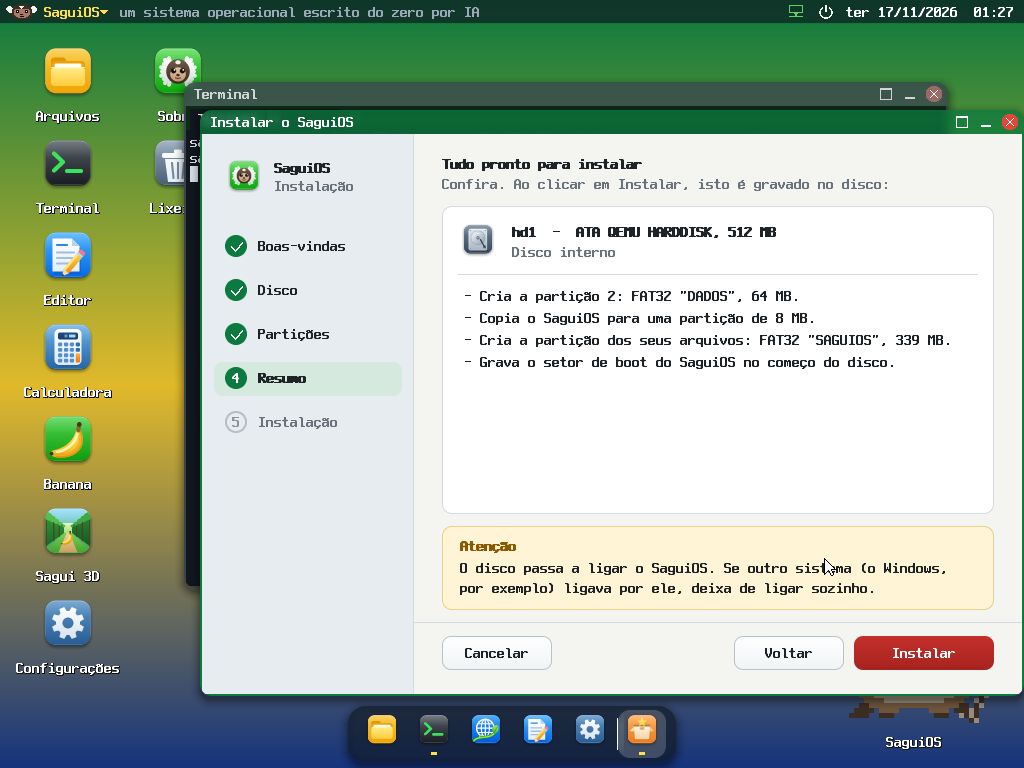 SaguiOS um sistema operacional escrito do zero por IA
ter 17/11/2026 01:27
Arquivos
Terminal
Editor
Calculadora
Banana
Sagui 3D
Configurações
Terminal
Instalar o SaguiOS
SaguiOS
Instalação
Boas-vindas
Disco
Partições
4 Resumo
5 Instalação
Tudo pronto para instalar
Confira. Ao clicar em Instalar, isto é gravado no disco:
hd1 - ATA QEMU HARDDISK, 512 MB
Disco interno
- Cria a partição 2: FAT32 "DADOS", 64 MB.
- Copia o SaguiOS para uma partição de 8 MB.
- Cria a partição dos seus arquivos: FAT32 "SAGUIOS", 339 MB.
- Grava o setor de boot do SaguiOS no começo do disco.
Atenção
O disco passa a ligar o SaguiOS. Se outro sistema (o Windows,
por exemplo) ligava por ele, deixa de ligar sozinho.
Cancelar
Voltar
Instalar
SaguiOS